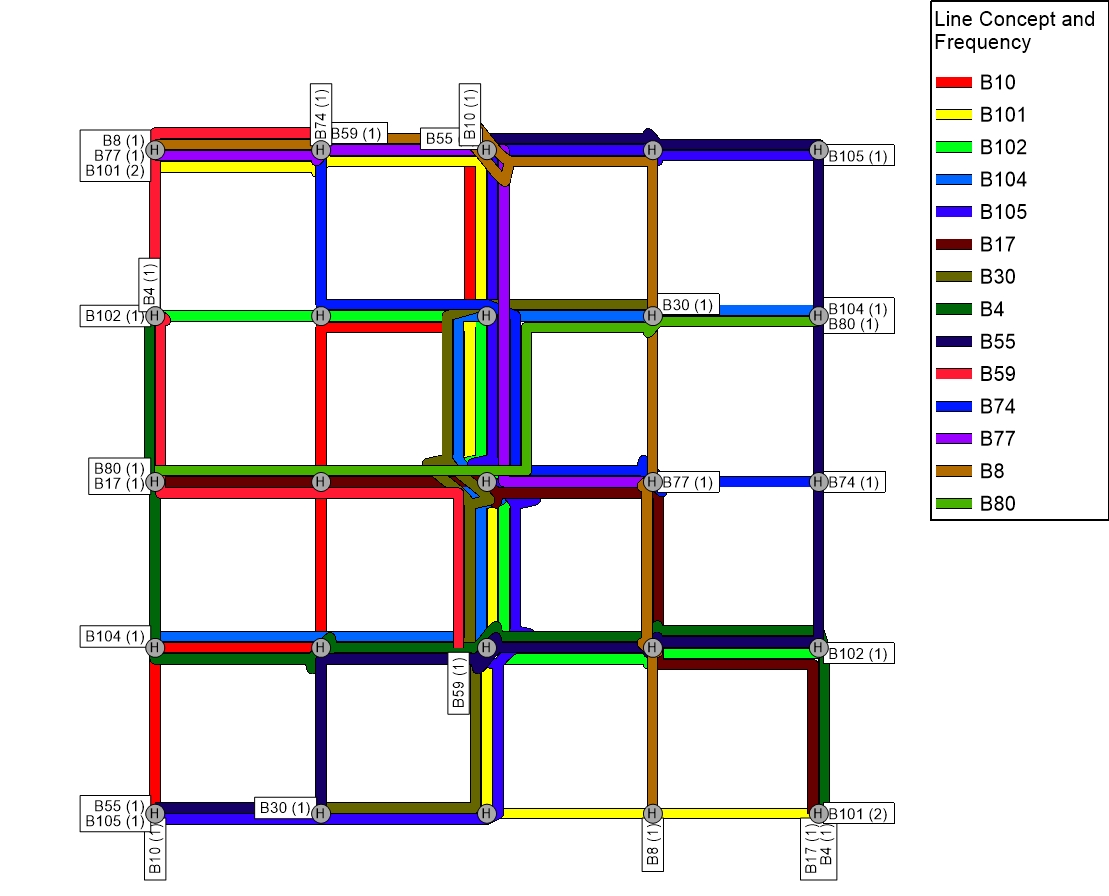 Line Concept and
Frequency
B10
B101
B102
B104
B105
B17
B30
B4
B55
B59
B74
B77
B8
B80
B8 (1)
B77 (1)
B101 (2)
B74 (1)
B59 (1)
B55
B10 (1)
B105 (1)
B4 (1)
B102 (1)
B30 (1)
B104 (1)
B80 (1)
B80 (1)
B17 (1)
B77 (1)
B74 (1)
B104 (1)
B59 (1)
B102 (1)
B55 (1)
B105 (1)
B30 (1)
B101 (2)
B10 (1)
B8 (1)
B17 (1)
B4 (1)
H H H H H
H H H H H
H H H H H
H H H H H
H H H H H